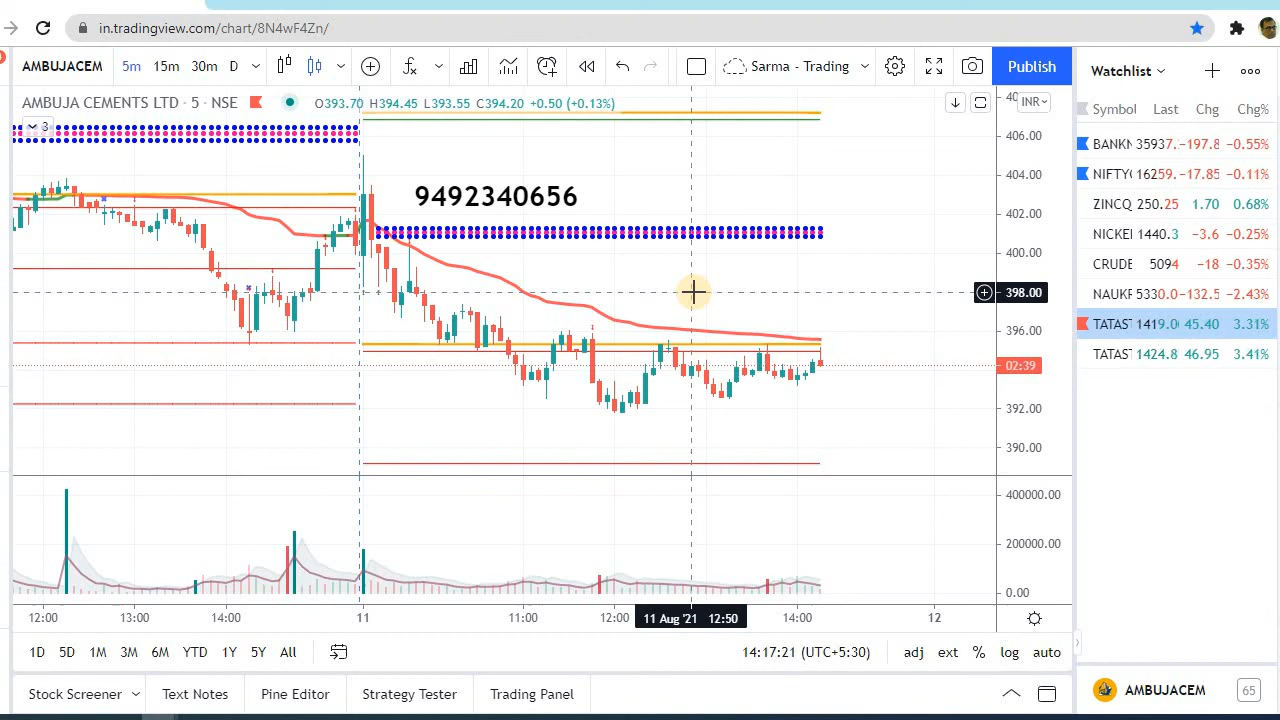 in.tradingview.com/chart/8N4wF4Zn/
AMBUJACEM 5m 15m 30m D Sarma - Trading Publish
AMBUJA CEMENTS LTD · 5 · NSE O393.70 H394.45 L393.55 C394.20 +0.50 (+0.13%)
INR
3
406.00
404.00
402.00
400.00
398.00
396.00
02:39
392.00
390.00
9492340656
400000.00
200000.00
0.00
12:00 13:00 14:00 11 11:00 12:00 11 Aug '21 12:50 14:00 12
1D 5D 1M 3M 6M YTD 1Y 5Y All 14:17:21 (UTC+5:30) adj ext % log auto
Stock Screener Text Notes Pine Editor Strategy Tester Trading Panel
Watchlist
Symbol Last Chg Chg%
BANKN 35937. -197.8 -0.55%
NIFTY 16259. -17.85 -0.11%
ZINCQ 250.25 1.70 0.68%
NICKEL 1440.3 -3.6 -0.25%
CRUDE 5094 -18 -0.35%
NAUKR 5330.0 -132.5 -2.43%
TATAST 1419.0 45.40 3.31%
TATAST 1424.8 46.95 3.41%
AMBUJACEM 65